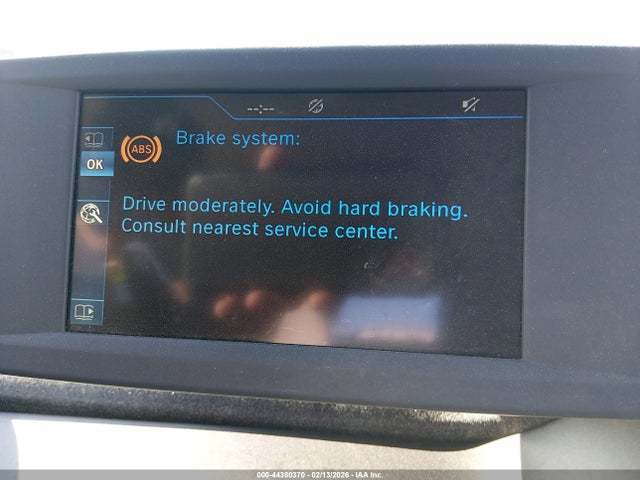 --:--
ABS
Brake system:
OK
Drive moderately. Avoid hard braking.
Consult nearest service center.
000-44380370 - 02/13/2026 - IAA Inc.